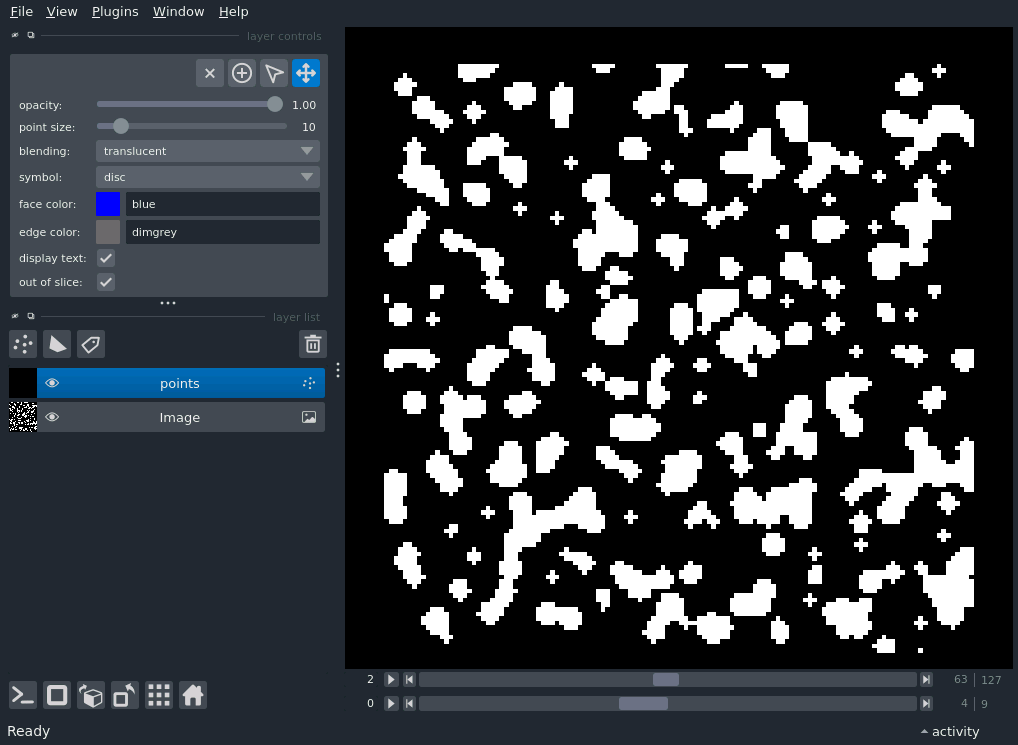 File View Plugins Window Help
layer controls
opacity: 1.00
point size: 10
blending: translucent
symbol: disc
face color: blue
edge color: dimgrey
display text:
out of slice:
layer list
points
Image
2 63 127
0 4 9
Ready activity